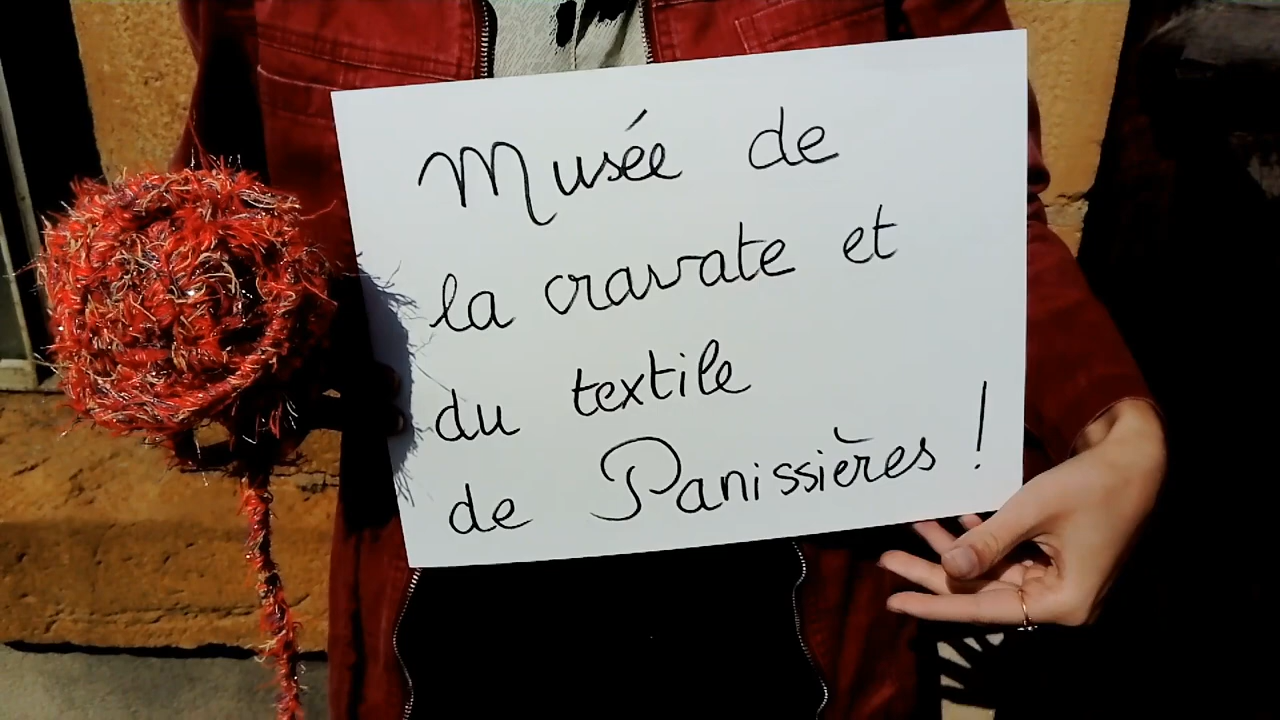 Musée de
la cravate et
du textile
de Panissières !